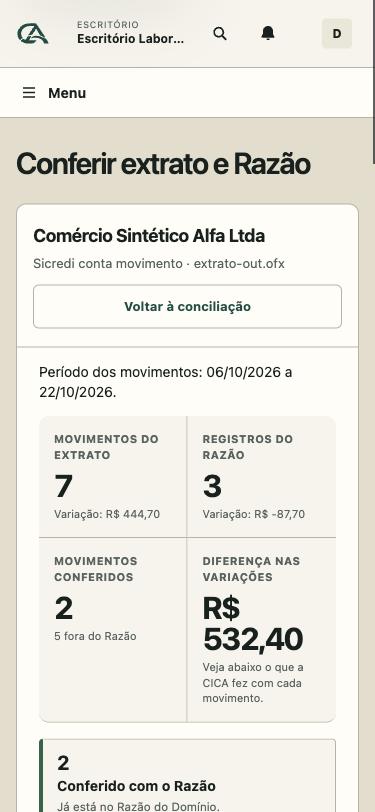 ESCRITÓRIO
Escritório Labor...
D
Menu
Conferir extrato e Razão
Comércio Sintético Alfa Ltda
Sicredi conta movimento · extrato-out.ofx
Voltar à conciliação
Período dos movimentos: 06/10/2026 a
22/10/2026.
MOVIMENTOS DO
EXTRATO
7
Variação: R$ 444,70
REGISTROS DO
RAZÃO
3
Variação: R$ -87,70
MOVIMENTOS
CONFERIDOS
2
5 fora do Razão
DIFERENÇA NAS
VARIAÇÕES
R$
532,40
Veja abaixo o que a
CICA fez com cada
movimento.
2
Conferido com o Razão
Já está no Razão do Domínio.